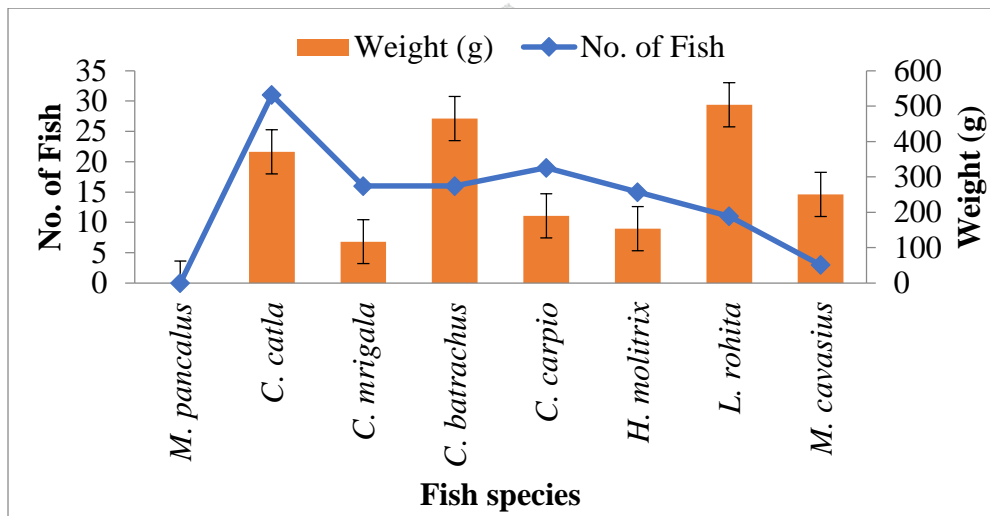 Weight (g) No. of Fish
35
30
25
20
15
10
5
0
No. of Fish
600
500
400
300
200
100
0
Weight (g)
M. pancalus
C. catla
C. mrigala
C. batrachus
C. carpio
H. molitrix
L. rohita
M. cavasius
Fish species